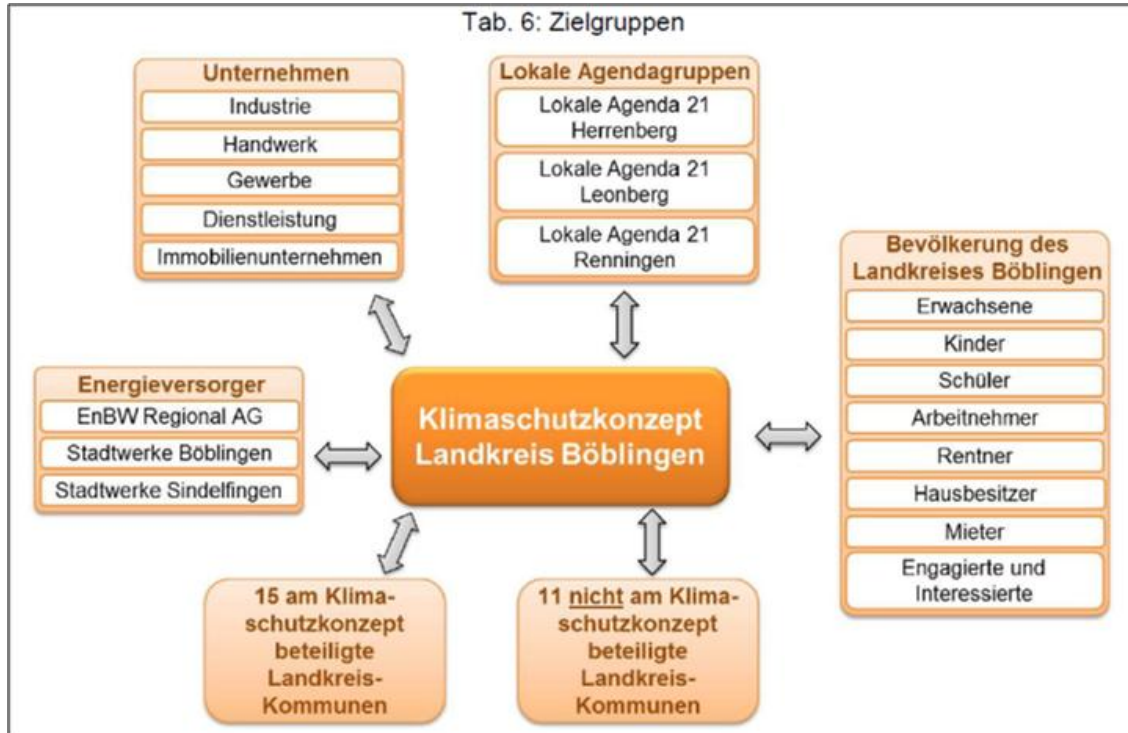 Tab. 6: Zielgruppen
Unternehmen
Industrie
Handwerk
Gewerbe
Dienstleistung
Immobilienunternehmen
Lokale Agendagruppen
Lokale Agenda 21
Herrenberg
Lokale Agenda 21
Leonberg
Lokale Agenda 21
Renningen
Bevölkerung des
Landkreises Böblingen
Erwachsene
Kinder
Schüler
Arbeitnehmer
Rentner
Hausbesitzer
Mieter
Engagierte und
Interessierte
Energieversorger
EnBW Regional AG
Stadtwerke Böblingen
Stadtwerke Sindelfingen
Klimaschutzkonzept
Landkreis Böblingen
15 am Klima-
schutzkonzept
beteiligte
Landkreis-
Kommunen
11 nicht am Klima-
schutzkonzept
beteiligte
Landkreis-
Kommunen